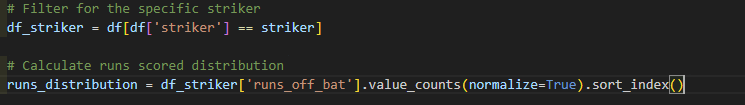 # Filter for the specific striker
df_striker = df[df['striker'] == striker]
# Calculate runs scored distribution
runs_distribution = df_striker['runs_off_bat'].value_counts(normalize=True).sort_index()